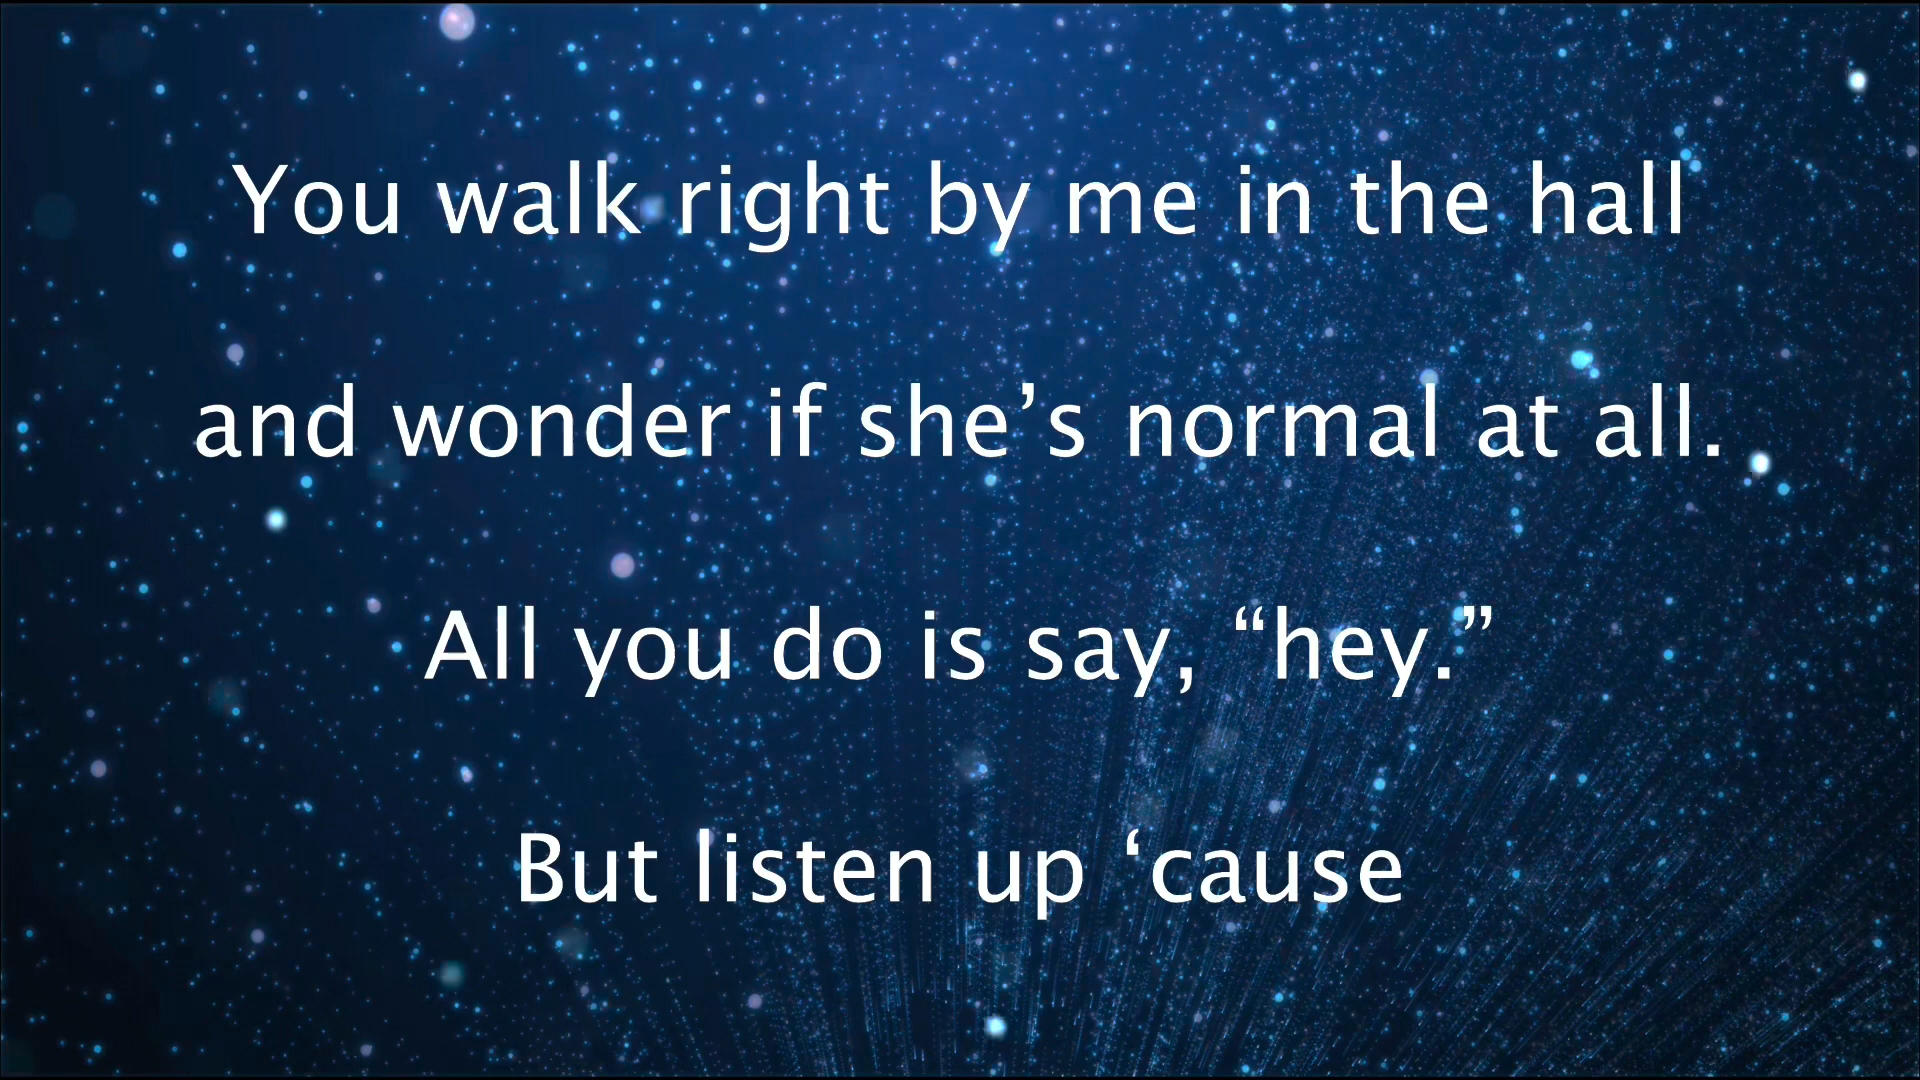 You walk right by me in the hall
and wonder if she’s normal at all.
All you do is say, “hey.”
But listen up ‘cause